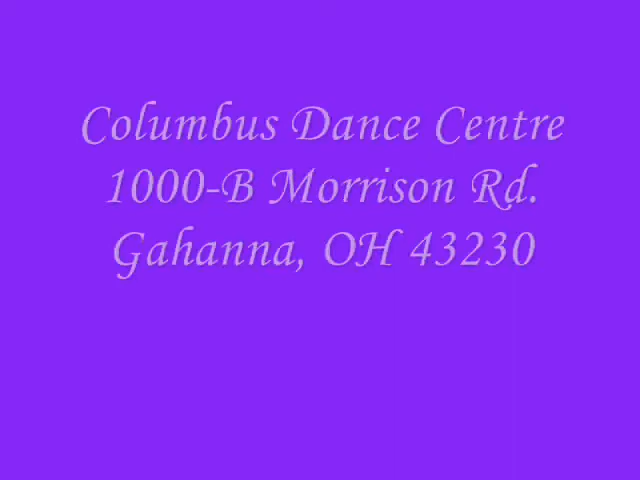 Columbus Dance Centre
1000-B Morrison Rd.
Gahanna, OH 43230